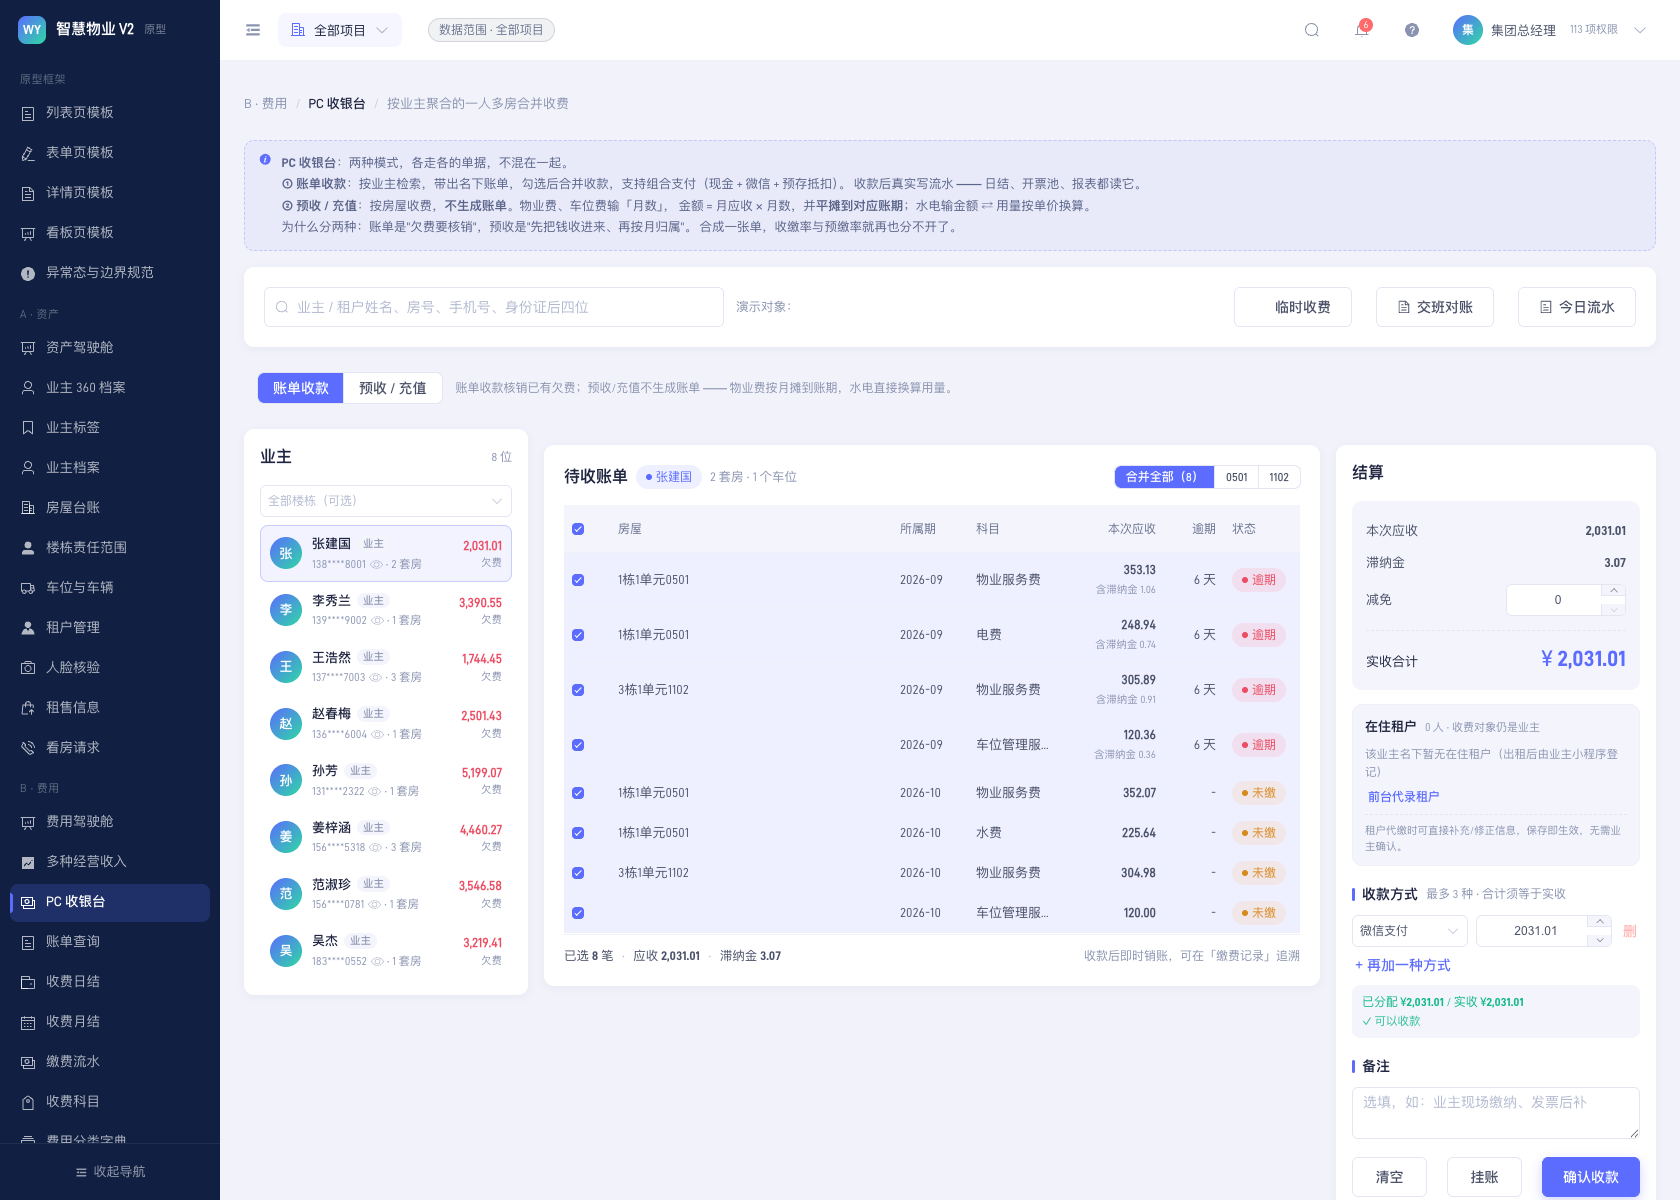 WY 智慧物业 V2 原型
原型框架
列表页模板
表单页模板
详情页模板
看板页模板
异常态与边界规范
A · 资产
资产驾驶舱
业主 360 档案
业主标签
业主档案
房屋台账
楼栋责任范围
车位与车辆
租户管理
人脸核验
租售信息
看房请求
B · 费用
费用驾驶舱
多种经营收入
PC 收银台
账单查询
收费日结
收费月结
缴费流水
收费科目
费用分类字典
收起导航
全部项目
数据范围 · 全部项目
6
集 集团总经理 113 项权限
B · 费用 / PC 收银台 / 按业主聚合的一人多房合并收费
PC 收银台：两种模式，各走各的单据，不混在一起。
① 账单收款：按业主检索，带出名下账单，勾选后合并收款，支持组合支付（现金 + 微信 + 预存抵扣）。 收款后真实写流水 —— 日结、开票池、报表都读它。
② 预收 / 充值：按房屋收费，不生成账单。物业费、车位费输「月数」， 金额 = 月应收 × 月数，并平摊到对应账期；水电输金额 ⇄ 用量按单价换算。
为什么分两种：账单是"欠费要核销"，预收是"先把钱收进来、再按月归属"。 合成一张单，收缴率与预缴率就再也分不开了。
业主 / 租户姓名、房号、手机号、身份证后四位
演示对象：
临时收费
交班对账
今日流水
账单收款
预收 / 充值
账单收款核销已有欠费；预收/充值不生成账单 —— 物业费按月摊到账期，水电直接换算用量。
业主 8 位
全部楼栋（可选）
张 张建国 业主 2,031.01
138****8001 · 2 套房 欠费
李 李秀兰 业主 3,390.55
139****9002 · 1 套房 欠费
王 王浩然 业主 1,744.45
137****7003 · 3 套房 欠费
赵 赵春梅 业主 2,501.43
136****6004 · 1 套房 欠费
孙 孙芳 业主 5,199.07
131****2322 · 1 套房 欠费
姜 姜梓涵 业主 4,460.27
156****5318 · 3 套房 欠费
范 范淑珍 业主 3,546.58
156****0781 · 1 套房 欠费
吴 吴杰 业主 3,219.41
183****0552 · 1 套房 欠费
待收账单 张建国 2 套房 · 1 个车位
合并全部（8） 0501 1102
房屋 所属期 科目 本次应收 逾期 状态
1栋1单元0501 2026-09 物业服务费 353.13 含滞纳金 1.06 6 天 逾期
1栋1单元0501 2026-09 电费 248.94 含滞纳金 0.74 6 天 逾期
3栋1单元1102 2026-09 物业服务费 305.89 含滞纳金 0.91 6 天 逾期
2026-09 车位管理服... 120.36 含滞纳金 0.36 6 天 逾期
1栋1单元0501 2026-10 物业服务费 352.07 - 未缴
1栋1单元0501 2026-10 水费 225.64 - 未缴
3栋1单元1102 2026-10 物业服务费 304.98 - 未缴
2026-10 车位管理服... 120.00 - 未缴
已选 8 笔 · 应收 2,031.01 · 滞纳金 3.07
收款后即时销账，可在「缴费记录」追溯
结算
本次应收 2,031.01
滞纳金 3.07
减免 0
实收合计 ¥ 2,031.01
在住租户 0 人 · 收费对象仍是业主
该业主名下暂无在住租户（出租后由业主小程序登
记）
前台代录租户
租户代缴时可直接补充/修正信息，保存即生效，无需业
主确认。
收款方式 最多 3 种 · 合计须等于实收
微信支付 2031.01 删
+ 再加一种方式
已分配 ¥2,031.01 / 实收 ¥2,031.01
✓ 可以收款
备注
选填，如：业主现场缴纳、发票后补
清空 挂账 确认收款